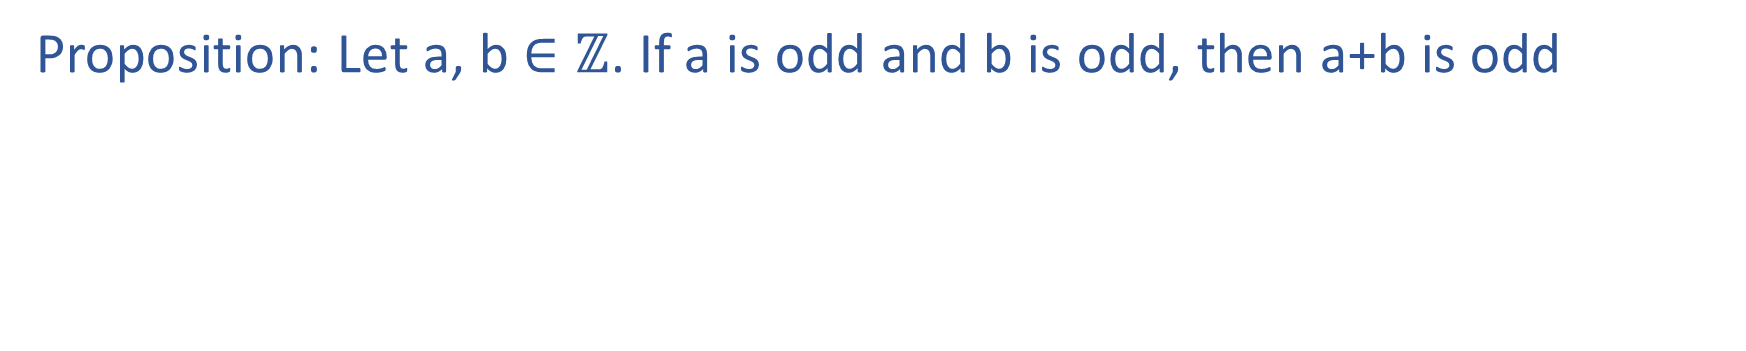 Proposition: Let a, b ∈ ℤ. If a is odd and b is odd, then a+b is odd